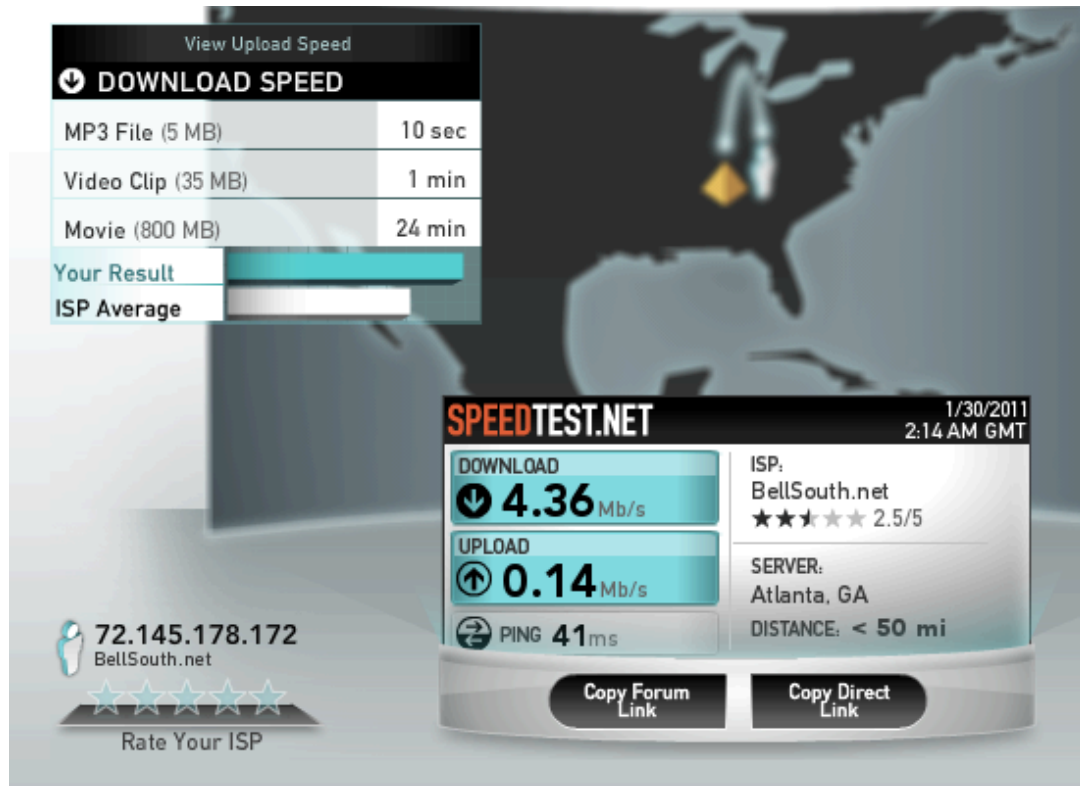 View Upload Speed
DOWNLOAD SPEED
MP3 File (5 MB) 10 sec
Video Clip (35 MB) 1 min
Movie (800 MB) 24 min
Your Result
ISP Average
SPEEDTEST.NET
1/30/2011
2:14 AM GMT
DOWNLOAD
4.36 Mb/s
UPLOAD
0.14 Mb/s
PING 41ms
ISP:
BellSouth.net
2.5/5
SERVER:
Atlanta, GA
DISTANCE: < 50 mi
72.145.178.172
BellSouth.net
Rate Your ISP
Copy Forum
Link
Copy Direct
Link